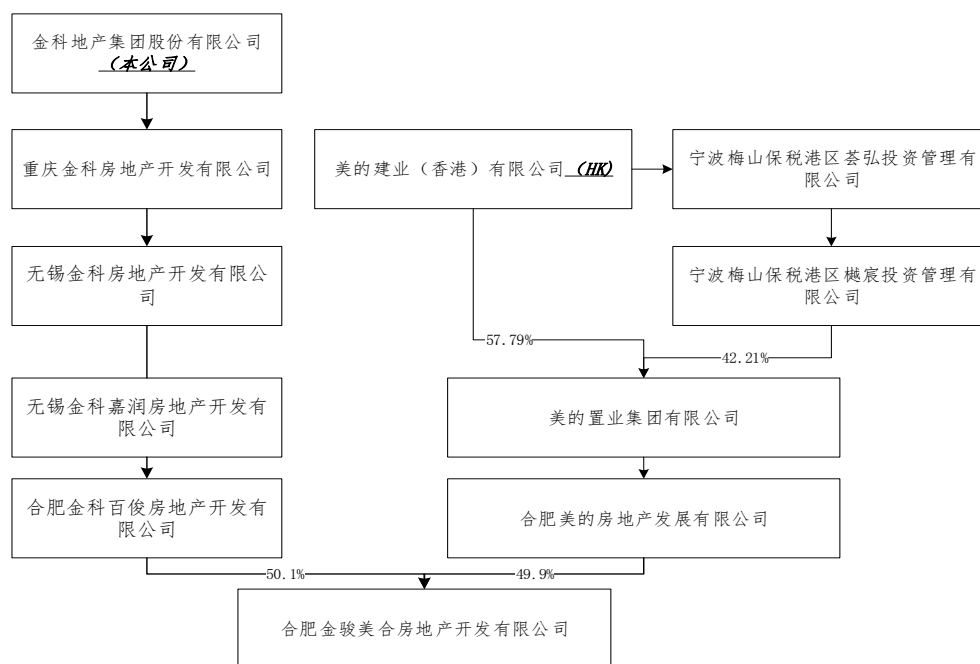 金科地产集团股份有限公司
（本公司）
重庆金科房地产开发有限公司
美的建业（香港）有限公司（HK）
宁波梅山保税港区荟弘投资管理有
限公司
无锡金科房地产开发有限公
司
宁波梅山保税港区樾宸投资管理有
限公司
57.79%
42.21%
无锡金科嘉润房地产开发有
限公司
美的置业集团有限公司
合肥金科百俊房地产开发有
限公司
合肥美的房地产发展有限公司
50.1%
49.9%
合肥金骏美合房地产开发有限公司